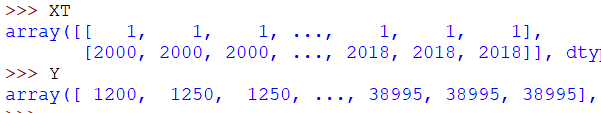 >>> XT
array([[   1,    1,    1, ...,    1,    1,    1],
       [2000, 2000, 2000, ..., 2018, 2018, 2018]], dty
>>> Y
array([ 1200,  1250,  1250, ..., 38995, 38995, 38995],